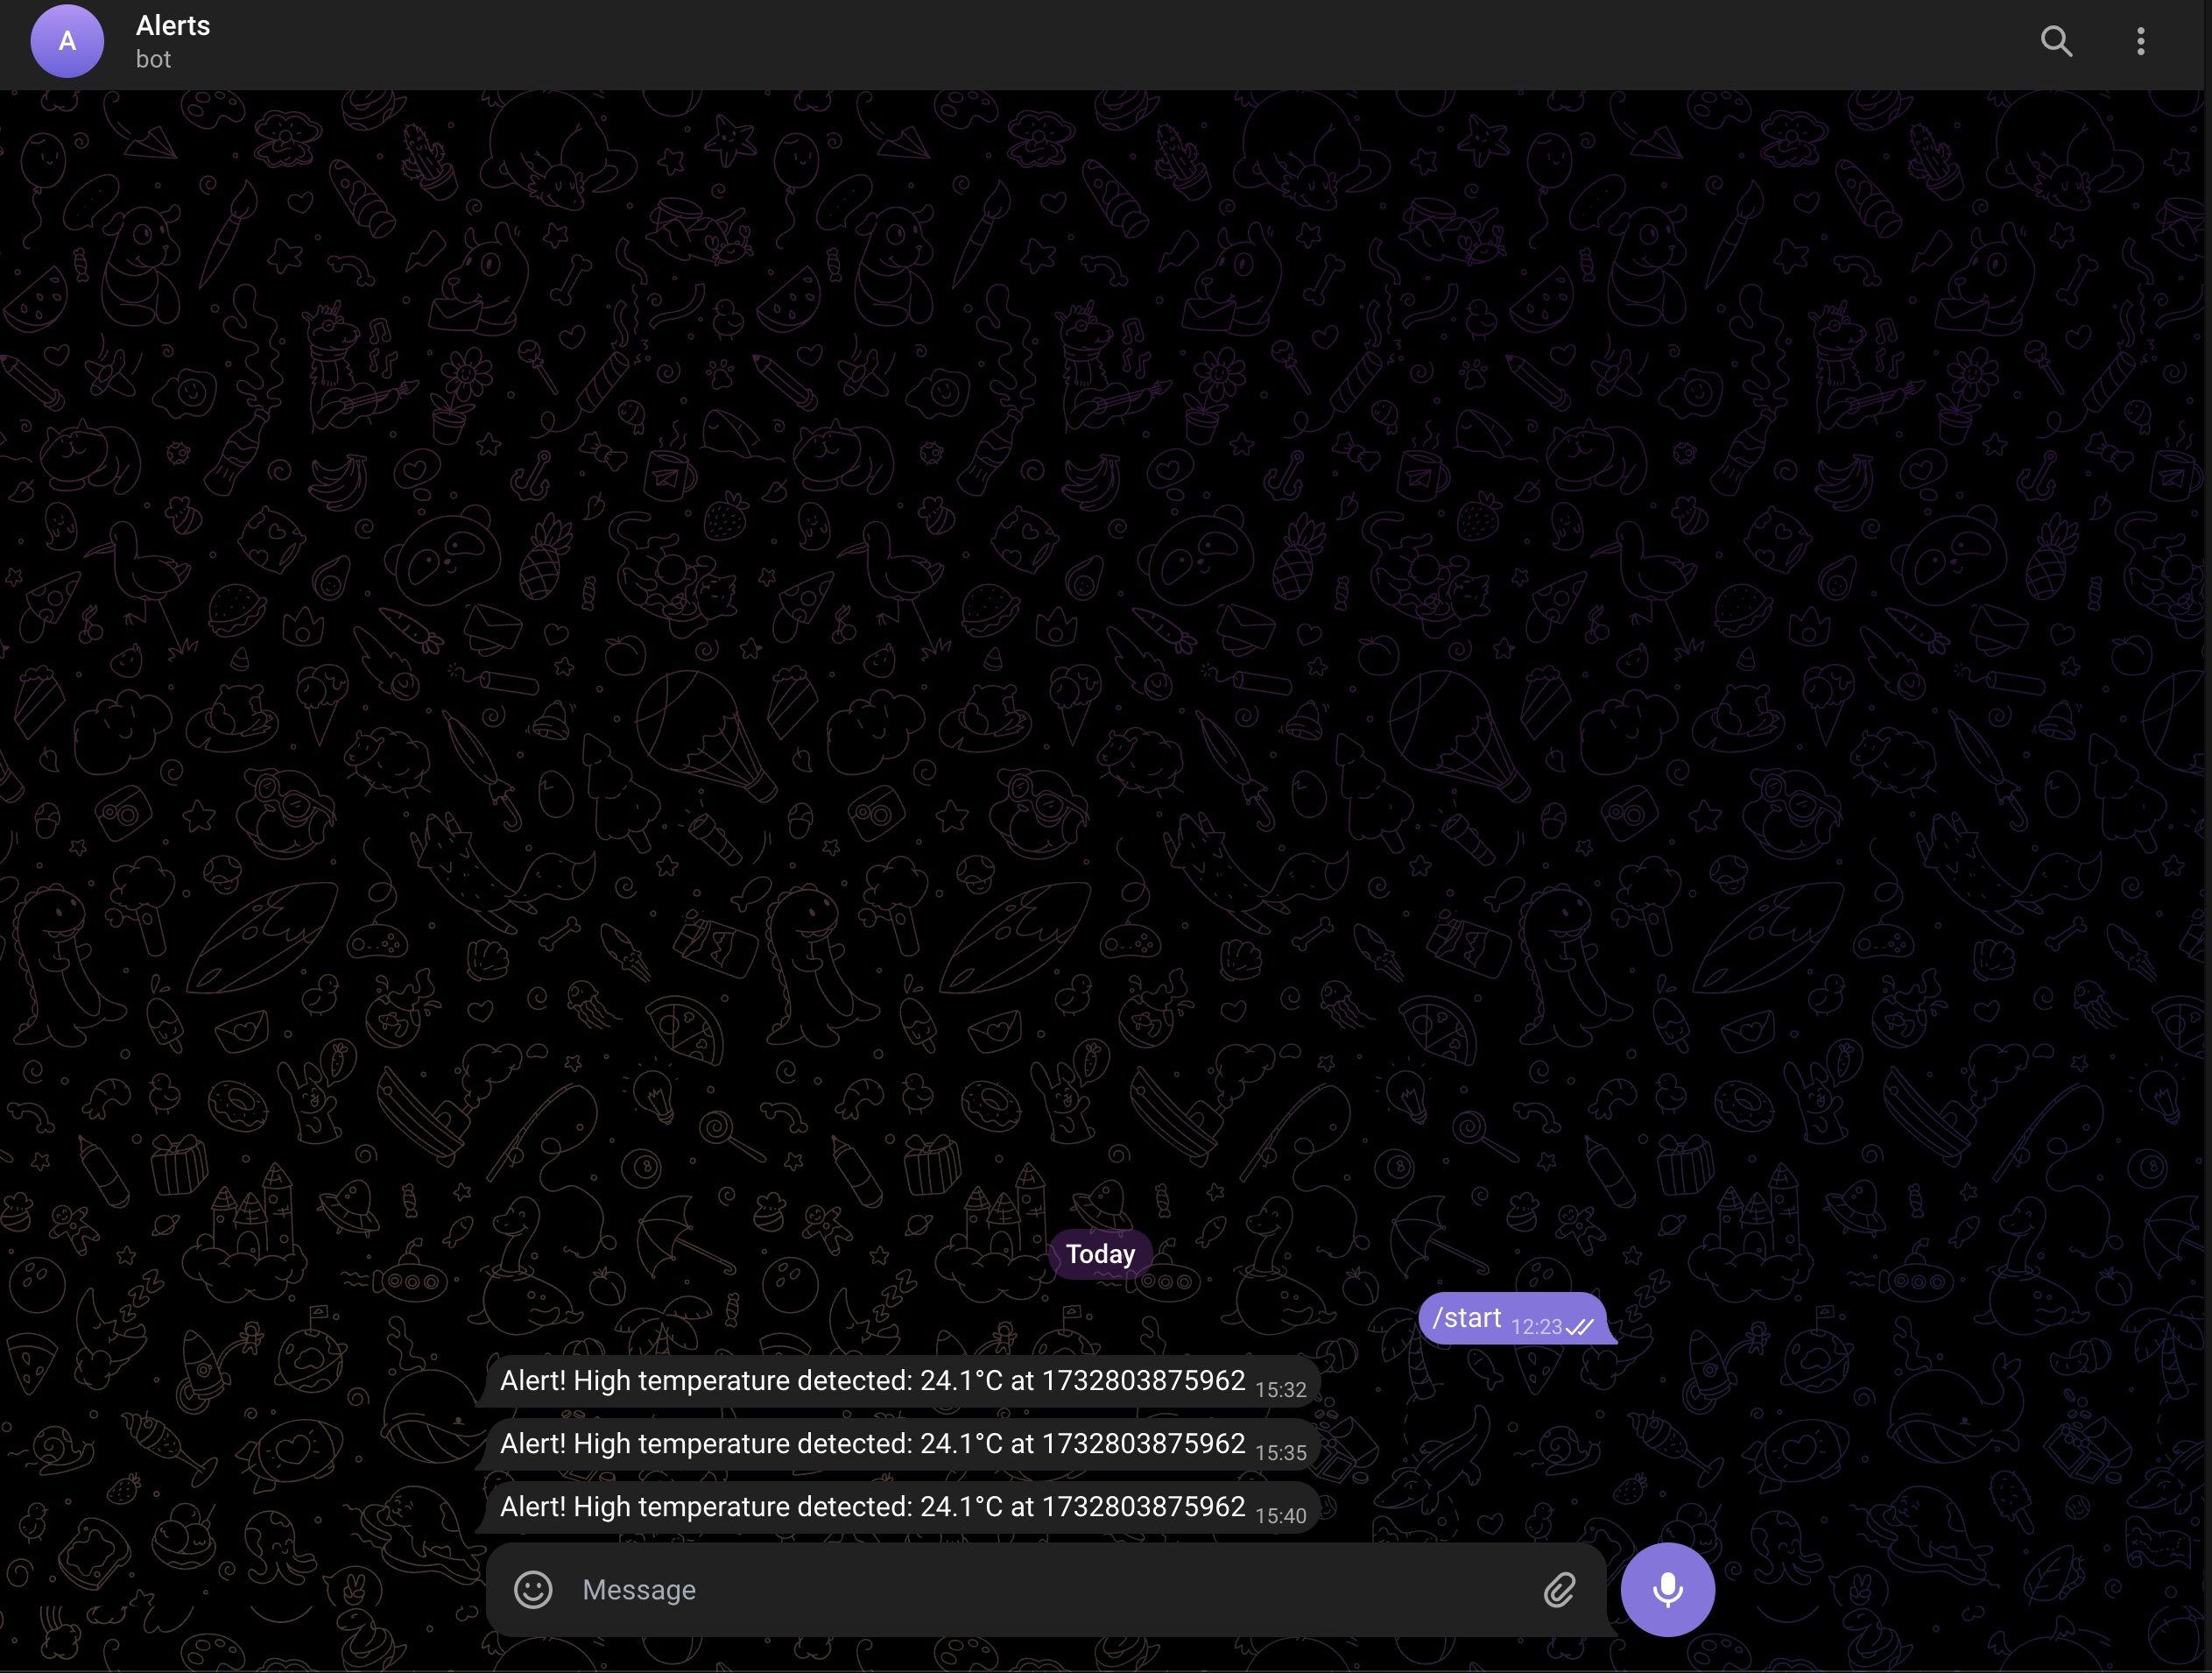 A
Alerts
bot
Today
/start 12:23
Alert! High temperature detected: 24.1°C at 1732803875962 15:32
Alert! High temperature detected: 24.1°C at 1732803875962 15:35
Alert! High temperature detected: 24.1°C at 1732803875962 15:40
Message